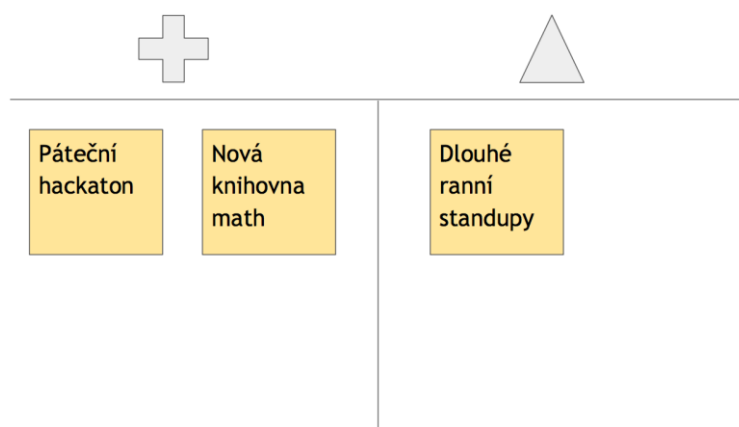 Páteční
hackaton
Nová
knihovna
math
Dlouhé
ranní
standupy